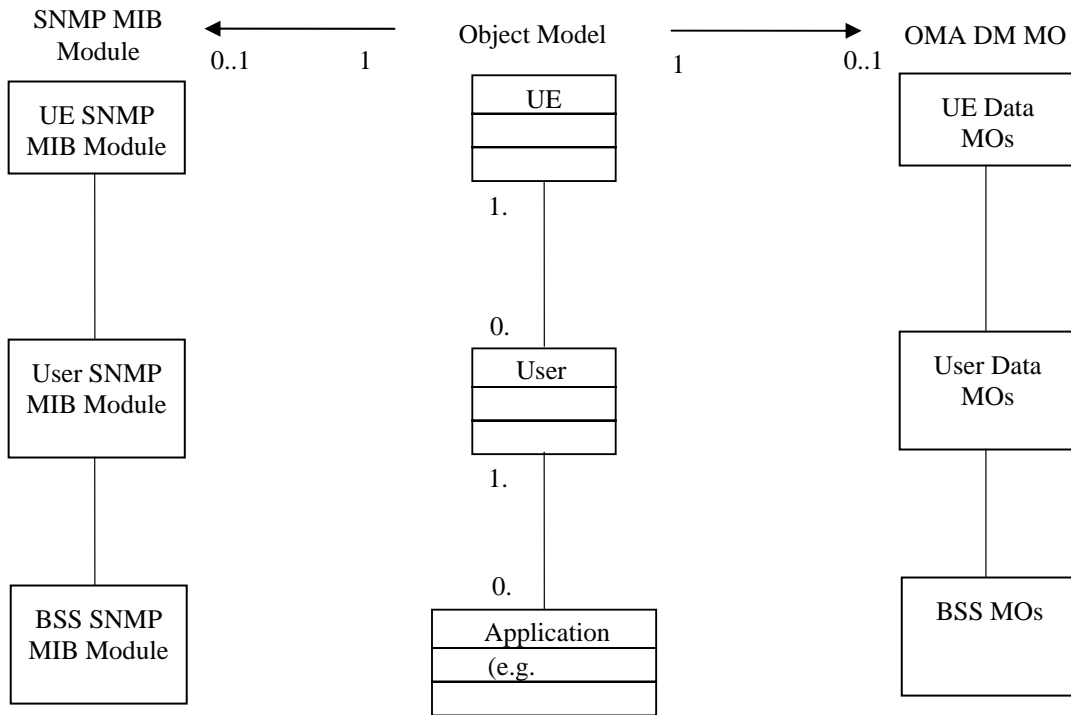 SNMP MIB
Module
0..1
1
Object Model
1
0..1
OMA DM MO
UE SNMP
MIB Module
UE
UE Data
MOs
1.
0.
User SNMP
MIB Module
User
User Data
MOs
1.
0.
BSS SNMP
MIB Module
Application
(e.g.
BSS MOs